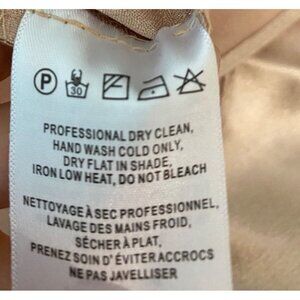 P 30
PROFESSIONAL DRY CLEAN,
HAND WASH COLD ONLY,
DRY FLAT IN SHADE,
IRON LOW HEAT, DO NOT BLEACH
NETTOYAGE À SEC PROFESSIONNEL,
LAVAGE DES MAINS FROID,
SÉCHER À PLAT,
PRENEZ SOIN D'ÉVITER ACCROCS
NE PAS JAVELLISER